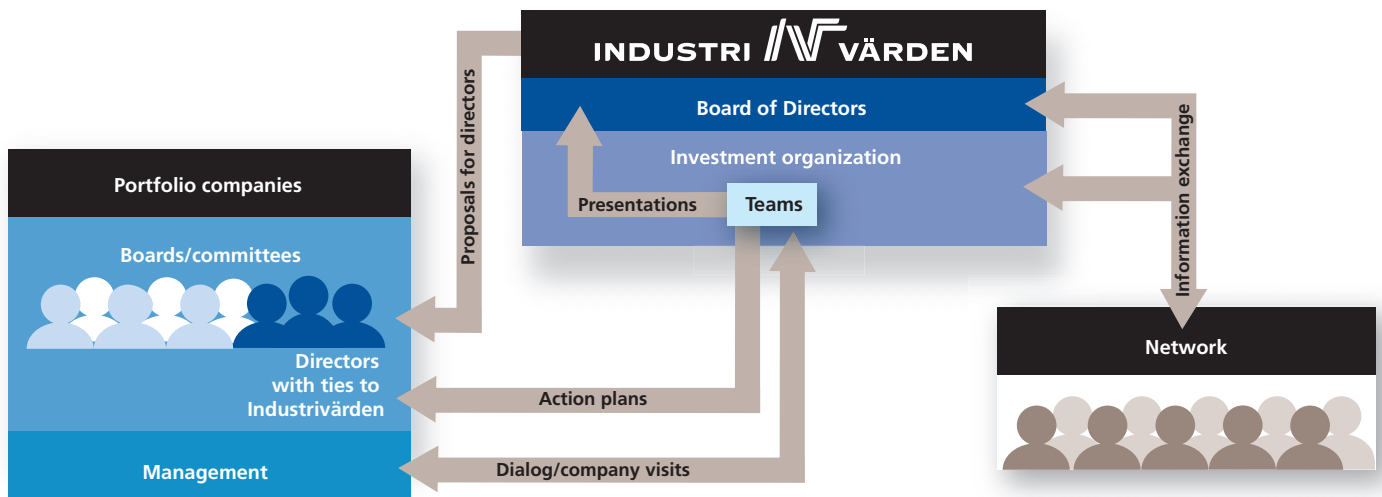 INDUSTRI VÄRDEN
Board of Directors
Investment organization
Teams
Presentations
Proposals for directors
Information exchange
Portfolio companies
Boards/committees
Directors
with ties to
Industrivärden
Management
Action plans
Dialog/company visits
Network